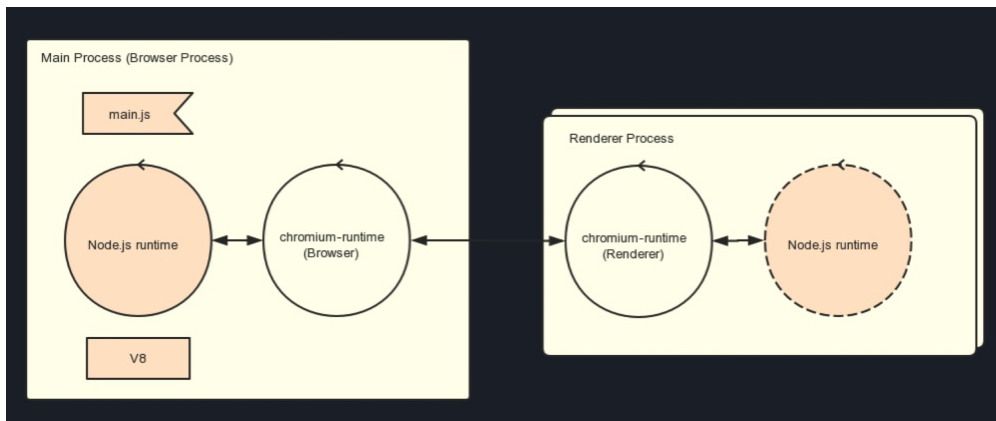 Main Process (Browser Process)
main.js
Node.js runtime
chromium-runtime
(Browser)
V8
Renderer Process
chromium-runtime
(Renderer)
Node.js runtime